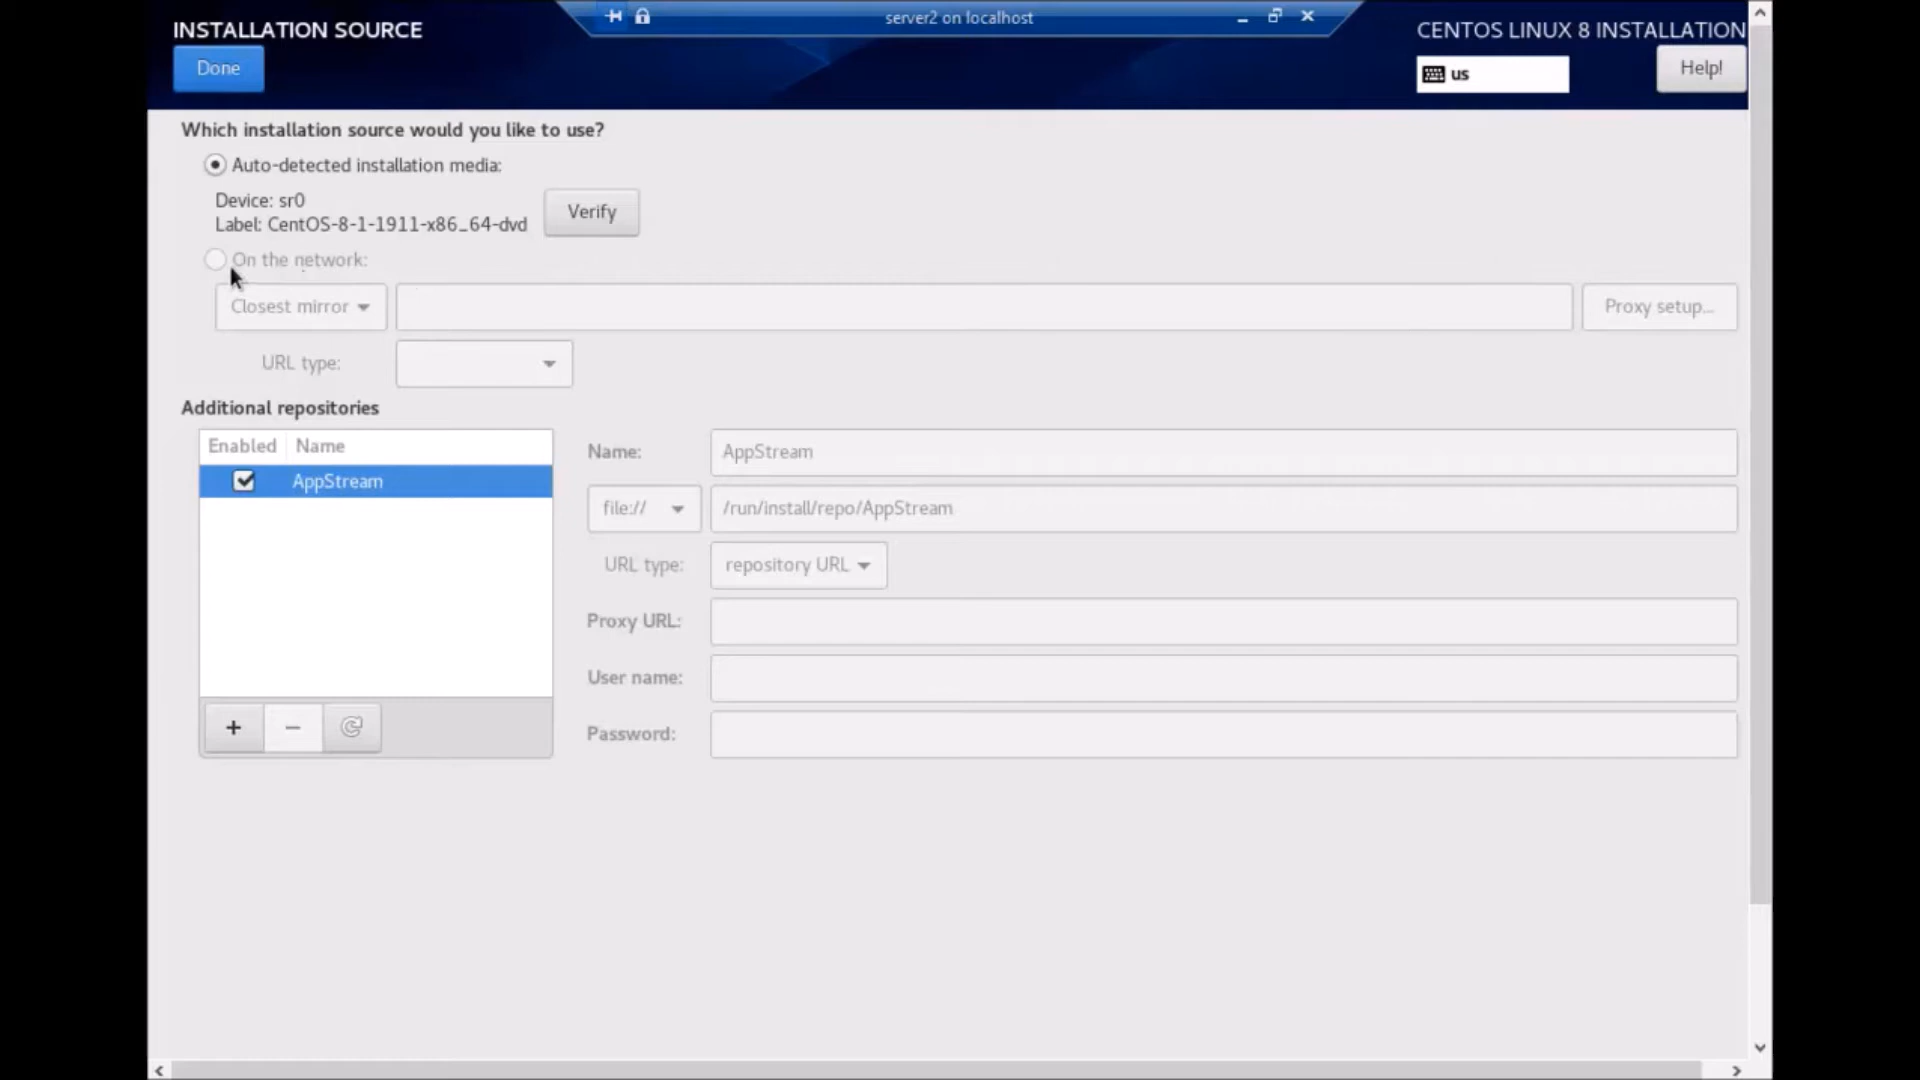 server2 on localhost
INSTALLATION SOURCE
CENTOS LINUX 8 INSTALLATION
Done
us
Help!
Which installation source would you like to use?
Auto-detected installation media:
Device: sr0
Label: CentOS-8-1-1911-x86_64-dvd
Verify
On the network:
Closest mirror
Proxy setup...
URL type:
Additional repositories
Enabled Name
AppStream
Name: AppStream
file:// /run/install/repo/AppStream
URL type: repository URL
Proxy URL:
User name:
Password: